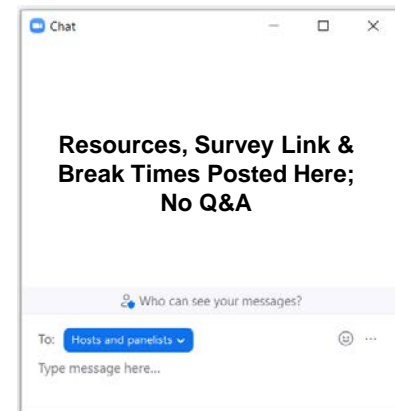 Chat
Resources, Survey Link &
Break Times Posted Here;
No Q&A
Who can see your messages?
To: Hosts and panelists
Type message here...